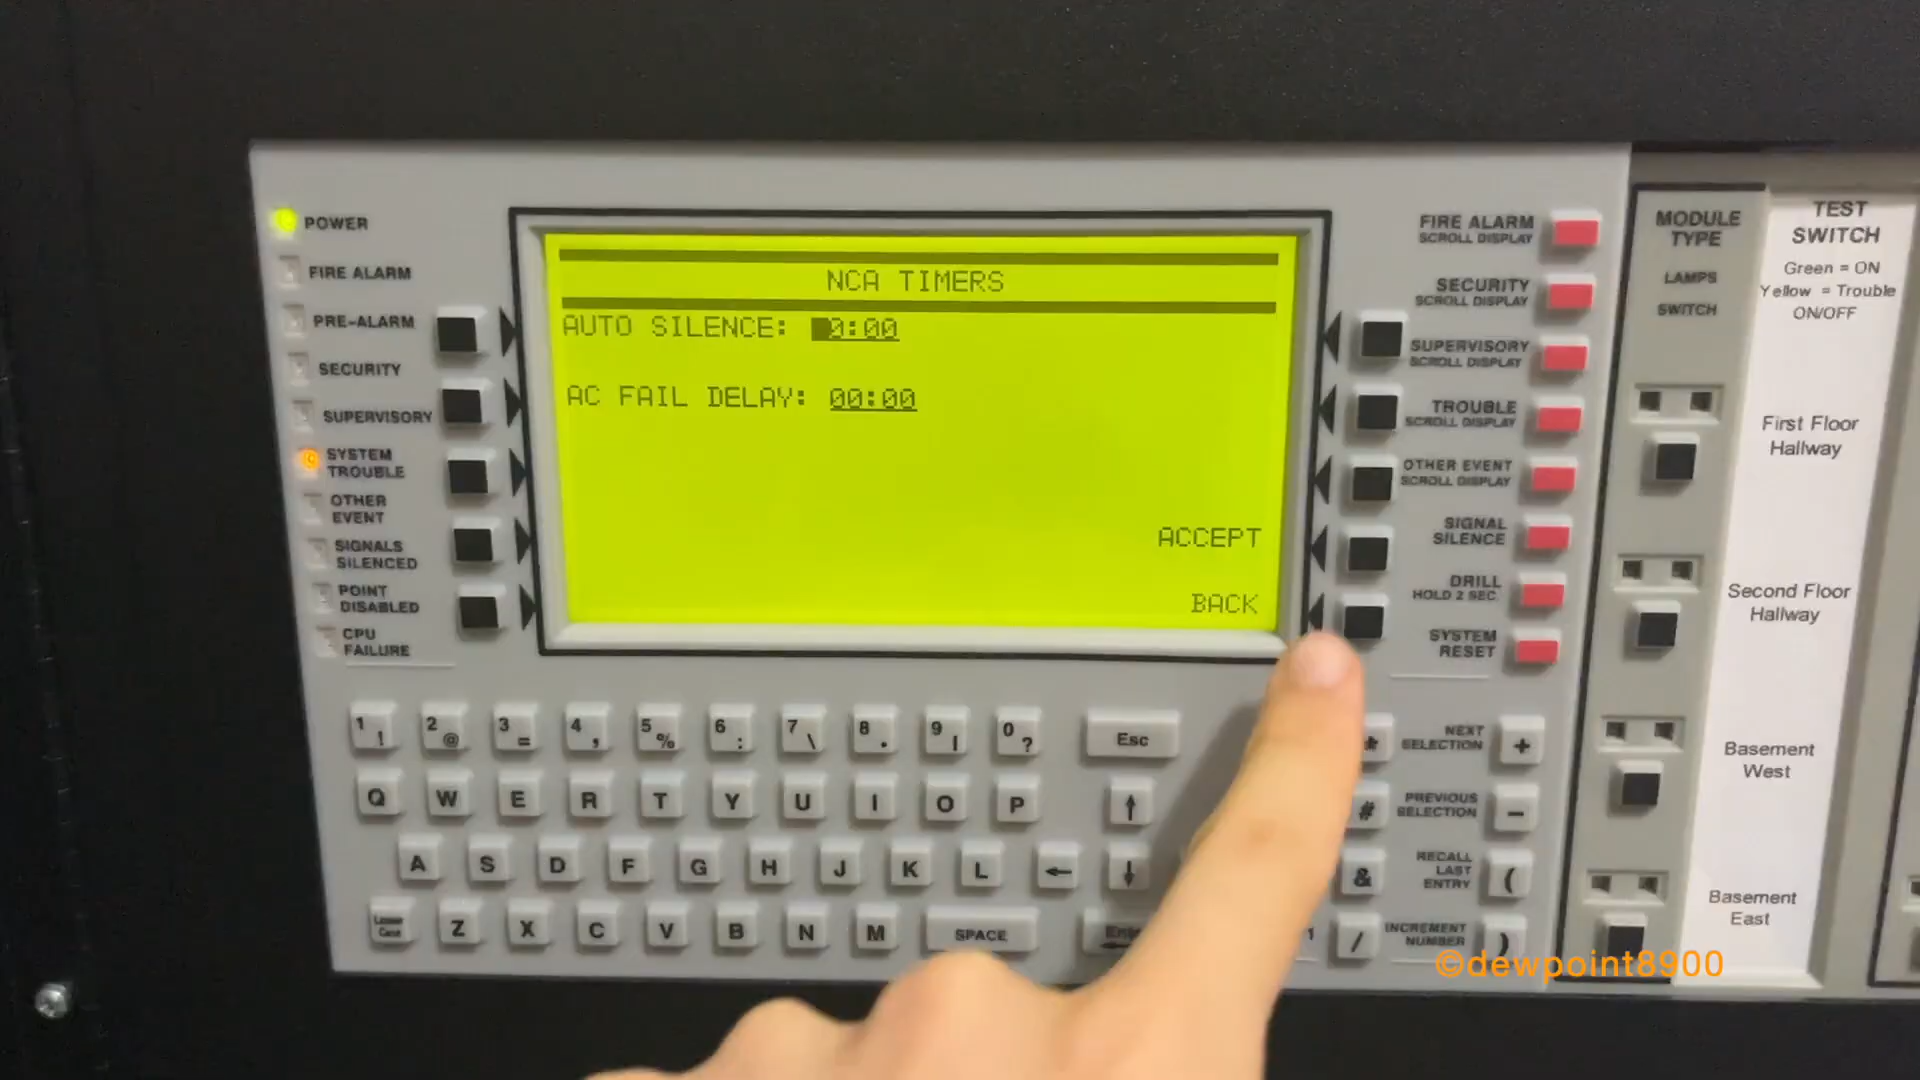 POWER
FIRE ALARM
PRE-ALARM
SECURITY
SUPERVISORY
SYSTEM
TROUBLE
OTHER
EVENT
SIGNALS
SILENCED
POINT
DISABLED
CPU
FAILURE
NCA TIMERS
AUTO SILENCE: 0:00
AC FAIL DELAY: 00:00
ACCEPT
BACK
FIRE ALARM
SCROLL DISPLAY
SECURITY
SCROLL DISPLAY
SUPERVISORY
SCROLL DISPLAY
TROUBLE
SCROLL DISPLAY
OTHER EVENT
SCROLL DISPLAY
SIGNAL
SILENCE
DRILL
HOLD 2 SEC.
SYSTEM
RESET
MODULE
TYPE
LAMPS
SWITCH
TEST
SWITCH
Green = ON
Yellow = Trouble
ON/OFF
First Floor
Hallway
Second Floor
Hallway
Basement
West
Basement
East
1 ! 2 @ 3 = 4 , 5 % 6 : 7 \ 8 . 9 | 0 ? Esc
Q W E R T Y U I O P ↑
A S D F G H J K L ← ↓
Lower
Case
Z X C V B N M SPACE
* NEXT
SELECTION +
# PREVIOUS
SELECTION -
& RECALL
LAST
ENTRY (
/ INCREMENT
NUMBER )
©dewpoint8900